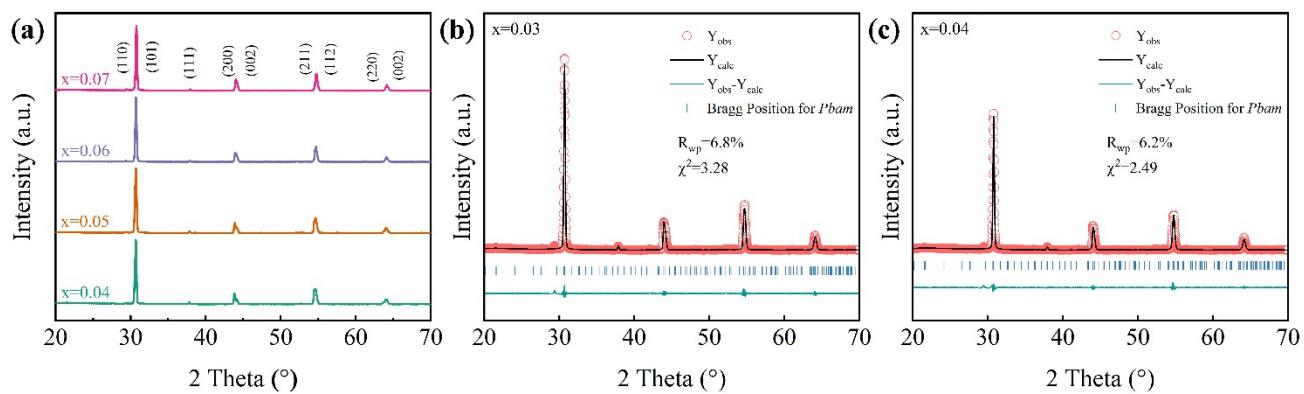 (a)
(110)
(101)
(111)
(200)
(002)
(211)
(112)
(220)
(002)
x=0.07
x=0.06
x=0.05
x=0.04
Intensity (a.u.)
20 30 40 50 60 70
2 Theta (°)
(b)
x=0.03
Yobs
Ycalc
Yobs-Ycalc
Bragg Position for Pbam
Rwp=6.8%
χ²=3.28
Intensity (a.u.)
20 30 40 50 60 70
2 Theta (°)
(c)
x=0.04
Yobs
Ycalc
Yobs-Ycalc
Bragg Position for Pbam
Rwp=6.2%
χ²=2.49
Intensity (a.u.)
20 30 40 50 60 70
2 Theta (°)